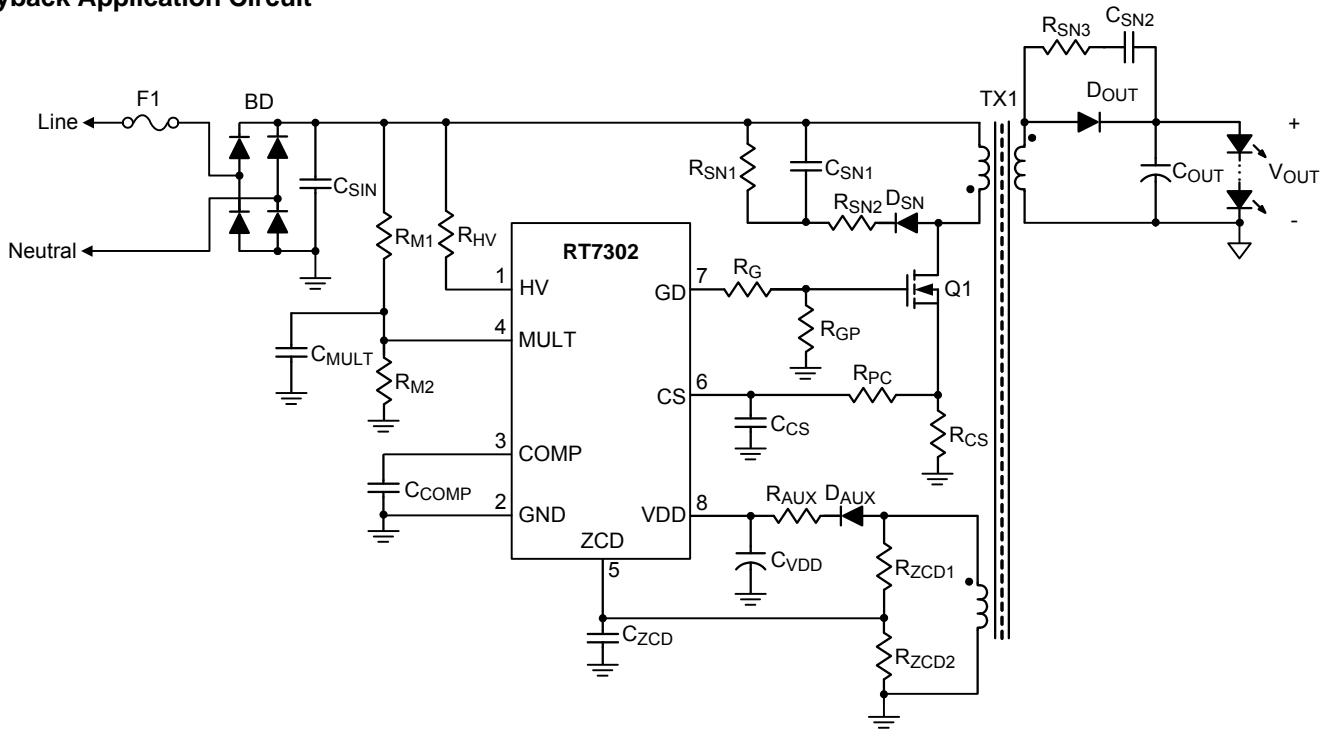 yback Application Circuit
RSN3
CSN2
F1
BD
TX1
DOUT
Line
+
RSN1
CSN1
CSIN
COUT
VOUT
RSN2
DSN
-
RM1
RHV
Neutral
RT7302
1
HV
7
GD
RG
Q1
4
MULT
RGP
CMULT
RM2
6
CS
RPC
CCS
RCS
3
COMP
CCOMP
2
GND
8
VDD
RAUX
DAUX
ZCD
5
CVDD
RZCD1
CZCD
RZCD2